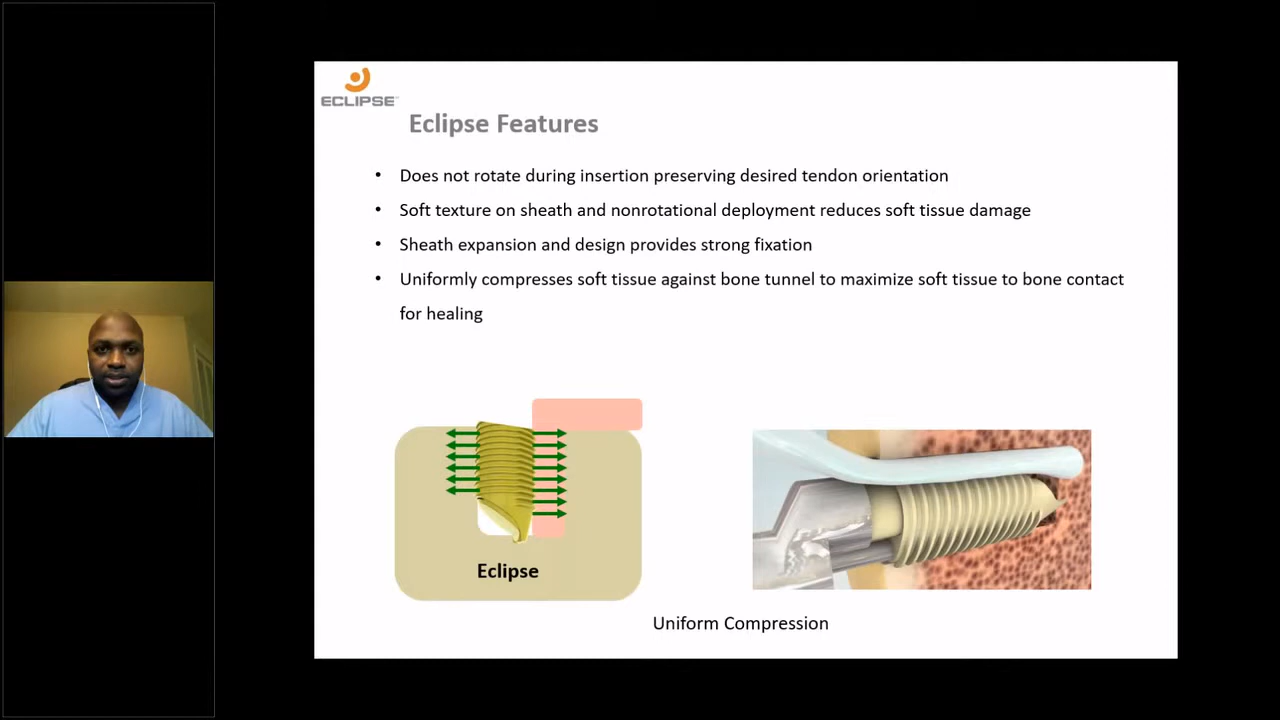 ECLIPSE™
Eclipse Features
• Does not rotate during insertion preserving desired tendon orientation
• Soft texture on sheath and nonrotational deployment reduces soft tissue damage
• Sheath expansion and design provides strong fixation
• Uniformly compresses soft tissue against bone tunnel to maximize soft tissue to bone contact
for healing
Eclipse
Uniform Compression